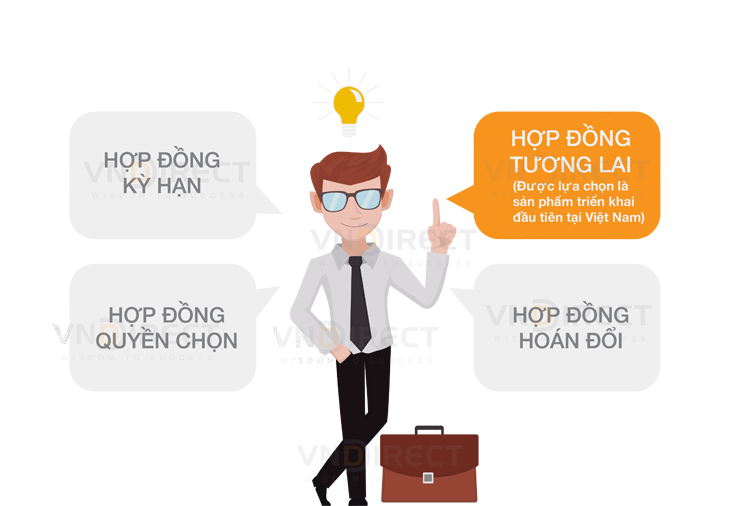 HỢP ĐỒNG
KỲ HẠN
HỢP ĐỒNG
TƯƠNG LAI
(Được lựa chọn là
sản phẩm triển khai
đầu tiên tại Việt Nam)
HỢP ĐỒNG
QUYỀN CHỌN
HỢP ĐỒNG
HOÁN ĐỔI
VNDIRECT
WISDOM TO SUCCESS
VNDIRECT
VNDIRECT
WISDOM TO SUCCESS
VNDIRECT
WISDOM TO SUCCESS
VNDIRECT
VNDIRECT
VNDIRECT